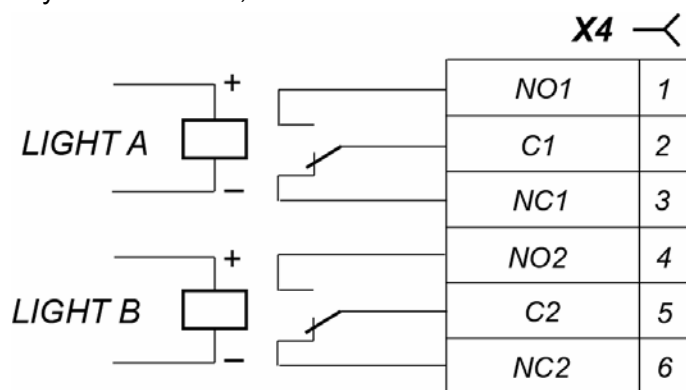 X4
+
NO1 1
LIGHT A
C1 2
–
NC1 3
+
NO2 4
LIGHT B
C2 5
–
NC2 6